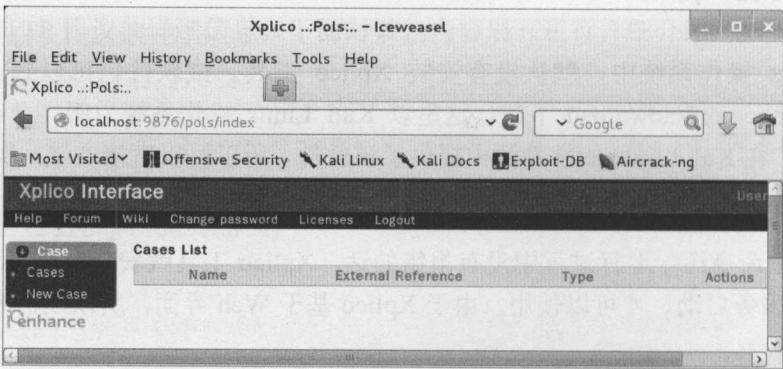 Xplico ..:Pols:.. – Iceweasel
File Edit View History Bookmarks Tools Help
Xplico ..:Pols:..
localhost:9876/pols/index
Google
Most Visited Offensive Security Kali Linux Kali Docs Exploit-DB Aircrack-ng
Xplico Interface
User
Help Forum Wiki Change password Licenses Logout
Case
Cases
New Case
Cases List
Name External Reference Type Actions
enhance